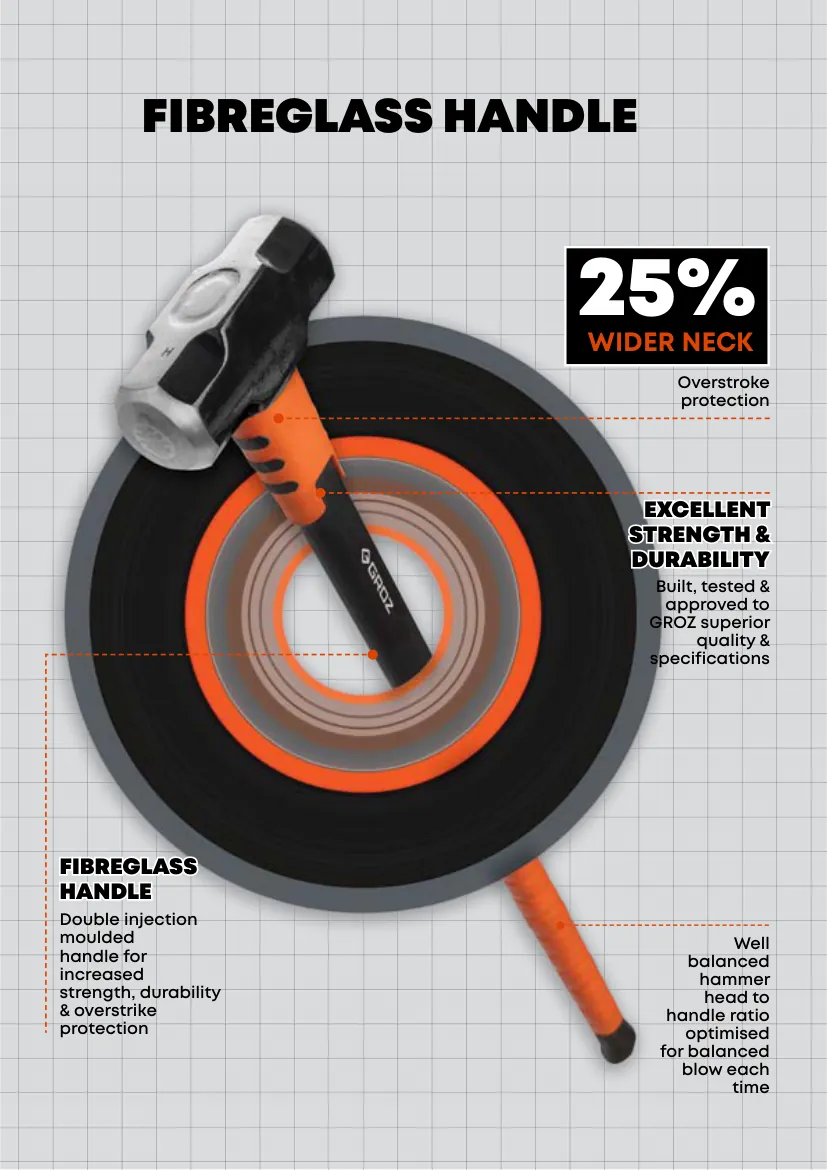 FIBREGLASS HANDLE
25%
WIDER NECK
Overstroke
protection
EXCELLENT
STRENGTH &
DURABILITY
Built, tested &
approved to
GROZ superior
quality &
specifications
H
GROZ
FIBREGLASS
HANDLE
Double injection
moulded
handle for
increased
strength, durability
& overstrike
protection
Well
balanced
hammer
head to
handle ratio
optimised
for balanced
blow each
time